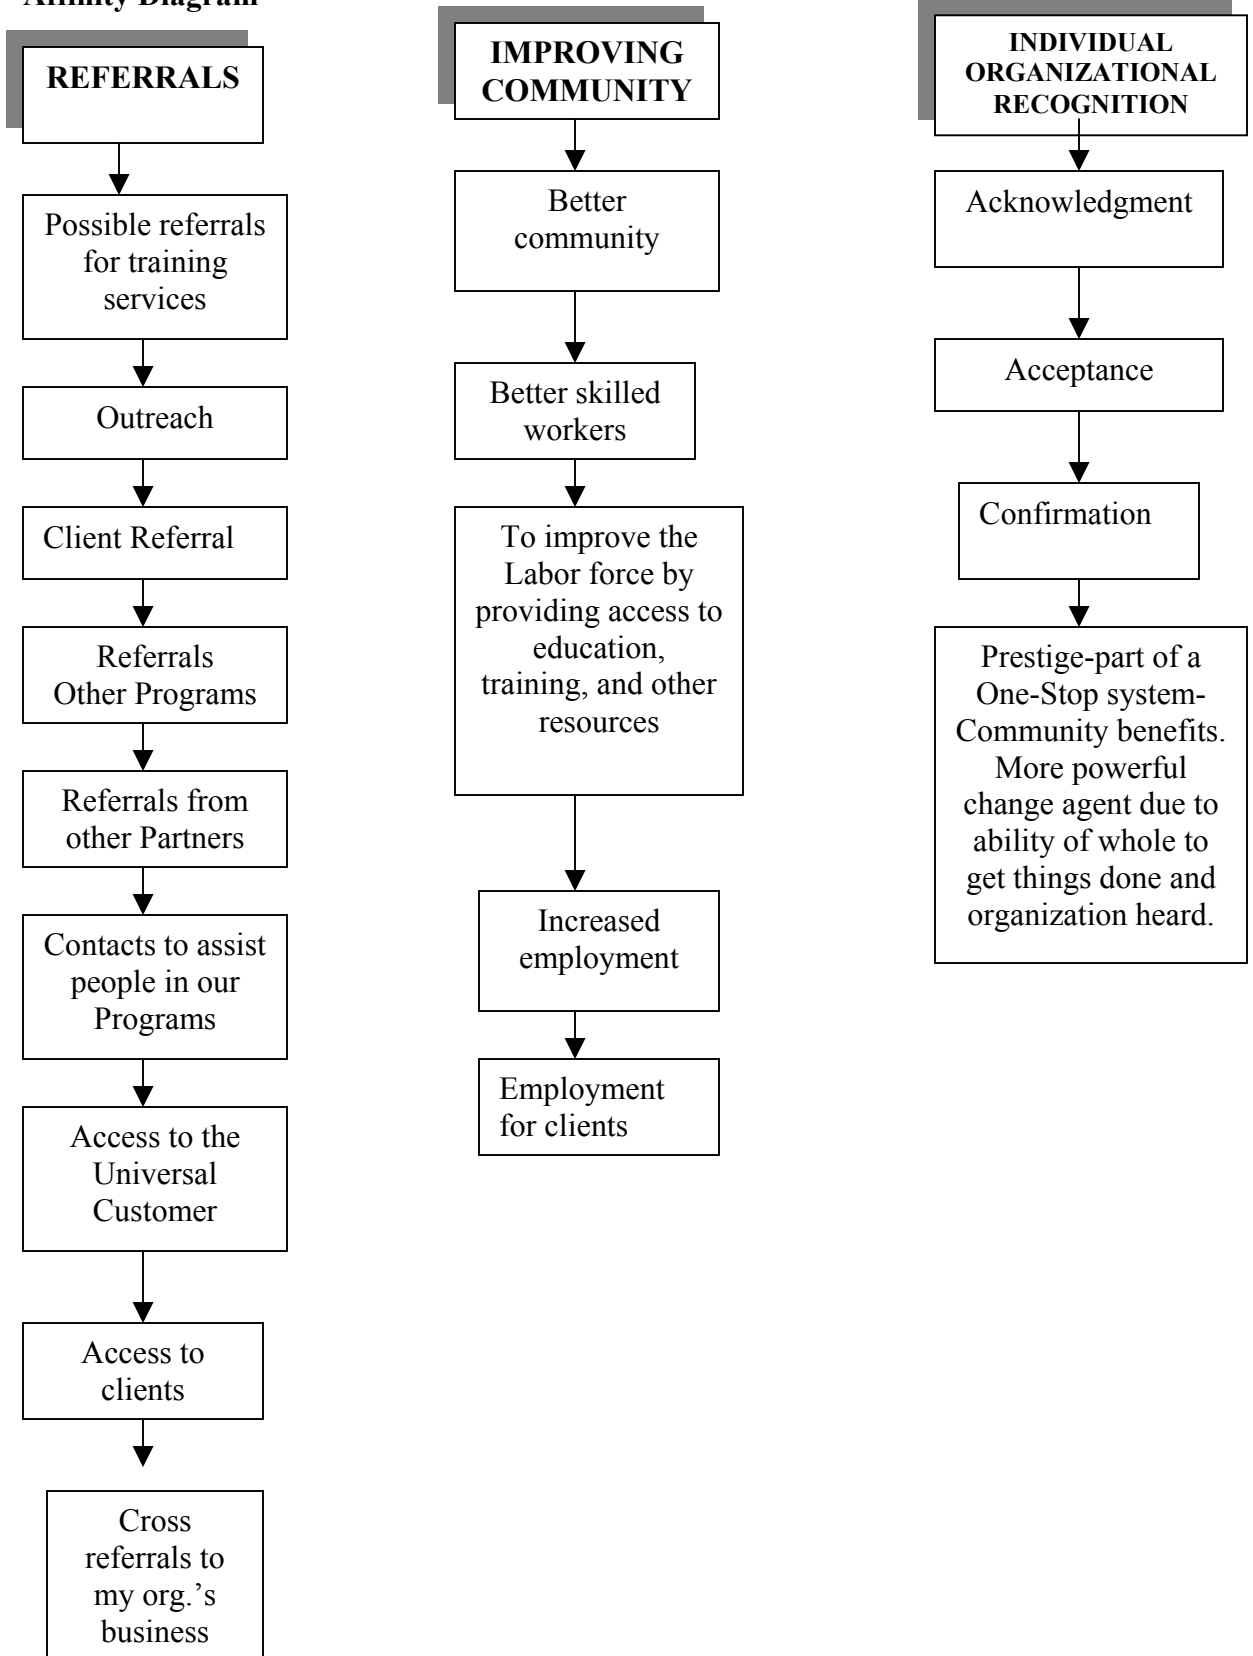 Affinity Diagram
REFERRALS
Possible referrals
for training
services
Outreach
Client Referral
Referrals
Other Programs
Referrals from
other Partners
Contacts to assist
people in our
Programs
Access to the
Universal
Customer
Access to
clients
Cross
referrals to
my org.’s
business
IMPROVING
COMMUNITY
Better
community
Better skilled
workers
To improve the
Labor force by
providing access to
education,
training, and other
resources
Increased
employment
Employment
for clients
INDIVIDUAL
ORGANIZATIONAL
RECOGNITION
Acknowledgment
Acceptance
Confirmation
Prestige-part of a
One-Stop system-
Community benefits.
More powerful
change agent due to
ability of whole to
get things done and
organization heard.